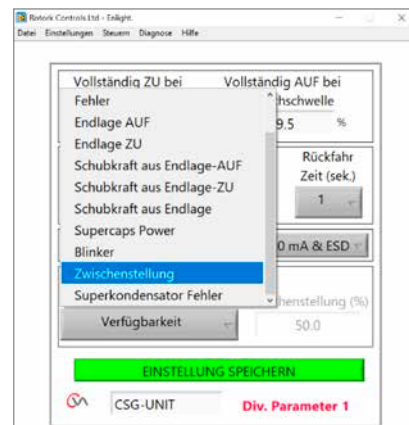 Rotork Controls Ltd - Enlight.
Datei Einstellungen Steuern Diagnose Hilfe
Vollständig ZU bei Vollständig AUF bei
Fehler
hschwelle
Endlage AUF
9.5 %
Endlage ZU
Schubkraft aus Endlage-AUF
Rückfahr
Schubkraft aus Endlage-ZU
Zeit (sek.)
Schubkraft aus Endlage
1
Supercaps Power
Blinker
0 mA & ESD
Zwischenstellung
Superkondensator Fehler
henstellung (%)
Verfügbarkeit
50.0
EINSTELLUNG SPEICHERN
CSG-UNIT
Div. Parameter 1